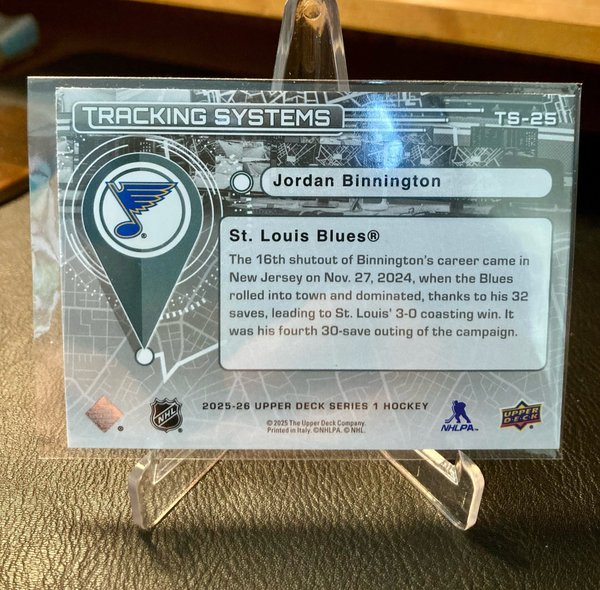 TRACKING SYSTEMS
TS-25
Jordan Binnington
St. Louis Blues®
The 16th shutout of Binnington's career came in
New Jersey on Nov. 27, 2024, when the Blues
rolled into town and dominated, thanks to his 32
saves, leading to St. Louis' 3-0 coasting win. It
was his fourth 30-save outing of the campaign.
2025-26 UPPER DECK SERIES 1 HOCKEY
© 2025 The Upper Deck Company.
Printed in Italy. ©NHLPA. © NHL.
NHL
NHLPA™
UPPER
DECK